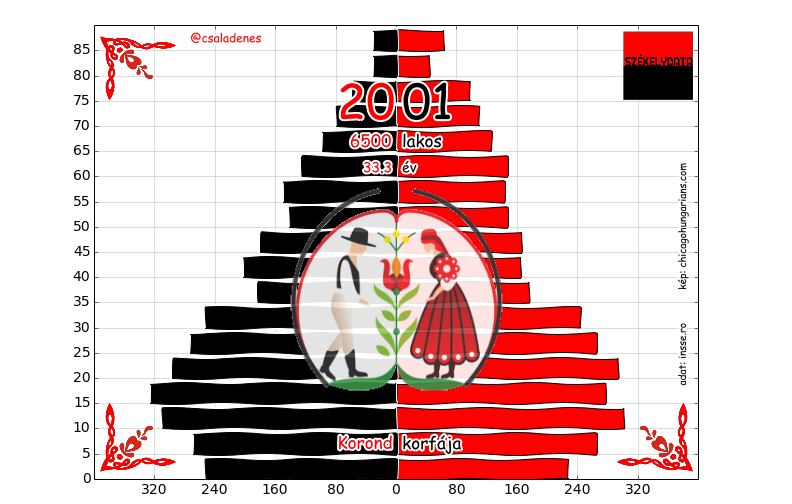 @csaladenes
SZÉKELYDATA
2001
6500 lakos
33.3 év
kép: chicagohungarians.com
adat: insse.ro
Korond korfája
85
80
75
70
65
60
55
50
45
40
35
30
25
20
15
10
5
0
320 240 160 80 0 80 160 240 320